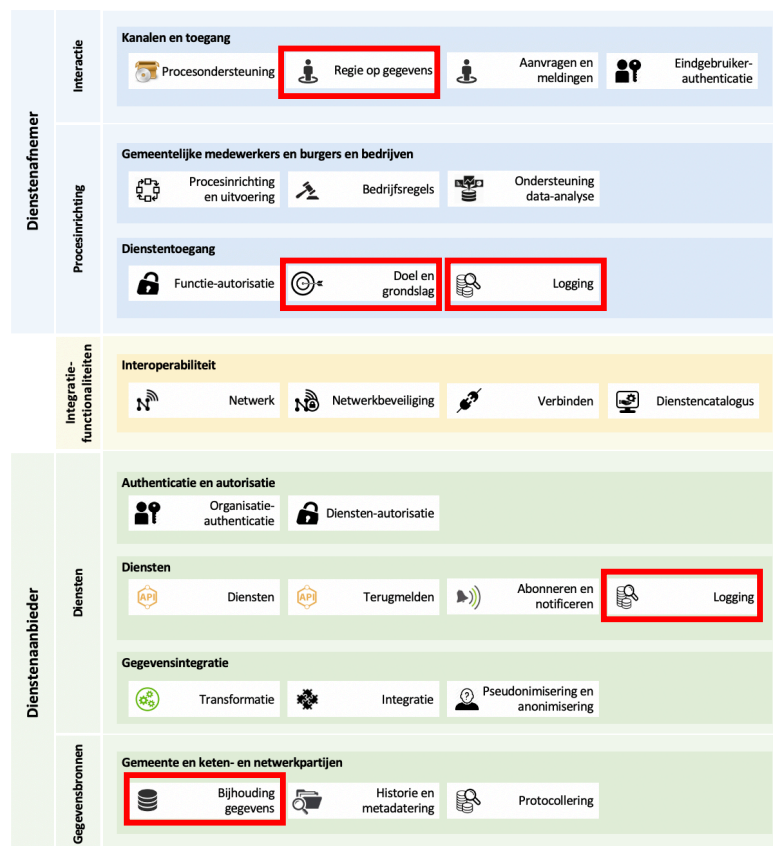 Dienstenafnemer
Interactie
Kanalen en toegang
Procesondersteuning
Regie op gegevens
Aanvragen en
meldingen
Eindgebruiker-
authenticatie
Procesinrichting
Gemeentelijke medewerkers en burgers en bedrijven
Procesinrichting
en uitvoering
Bedrijfsregels
Ondersteuning
data-analyse
Dienstentoegang
Functie-autorisatie
Doel en
grondslag
Logging
Integratie-
functionaliteiten
Interoperabiliteit
Netwerk
Netwerkbeveiliging
Verbinden
Dienstencatalogus
Dienstenaanbieder
Diensten
Authenticatie en autorisatie
Organisatie-
authenticatie
Diensten-autorisatie
Diensten
API
Diensten
API
Terugmelden
Abonneren en
notificeren
Logging
Gegevensintegratie
Transformatie
Integratie
Pseudonimisering en
anonimisering
Gegevensbronnen
Gemeente en keten- en netwerkpartijen
Bijhouding
gegevens
Historie en
metadatering
Protocollering